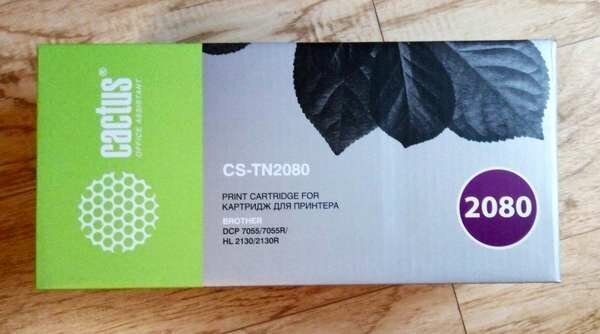 cactus®
OFFICE ASSISTANT
CS-TN2080
PRINT CARTRIDGE FOR
КАРТРИДЖ ДЛЯ ПРИНТЕРА
BROTHER
DCP 7055/7055R/
HL 2130/2130R
2080